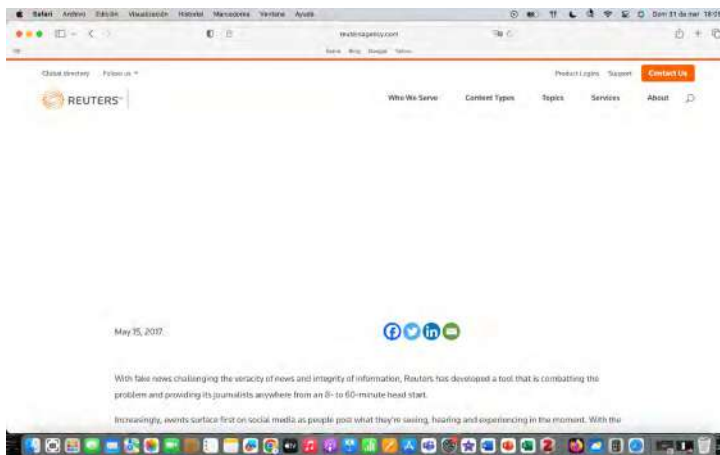 Safari Archivo Edición Visualización Historial Marcadores Ventana Ayuda
reutersagency.com
Global directory Follow us
Product Logins Support Contact Us
REUTERS
Who We Serve Content Types Topics Services About
May 15, 2017
With fake news challenging the veracity of news and integrity of information, Reuters has developed a tool that is combatting the
problem and providing its journalists anywhere from an 8- to 60-minute head start.
Increasingly, events surface first on social media as people post what they're seeing, hearing and experiencing in the moment. With the